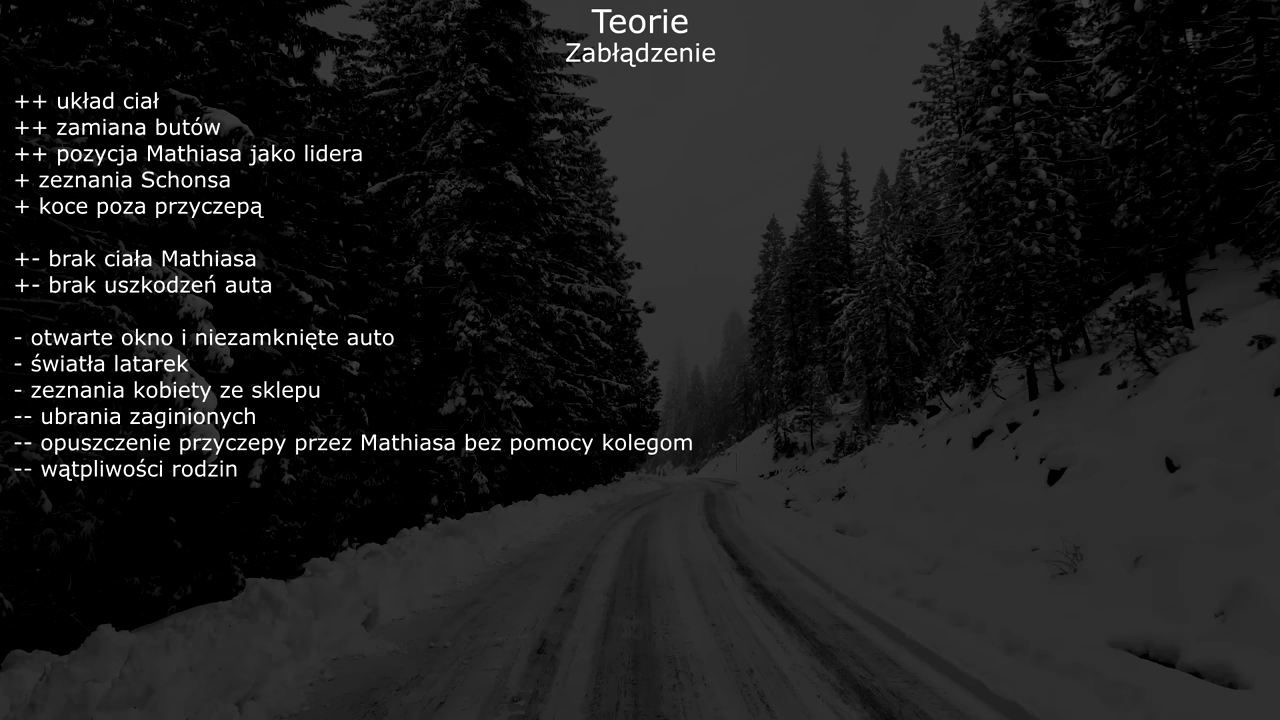 Teorie
Zabłądzenie
++ układ ciał
++ zamiana butów
++ pozycja Mathiasa jako lidera
+ zeznania Schonsa
+ koce poza przyczepą
+- brak ciała Mathiasa
+- brak uszkodzeń auta
- otwarte okno i niezamknięte auto
- światła latarek
- zeznania kobiety ze sklepu
-- ubrania zaginionych
-- opuszczenie przyczepy przez Mathiasa bez pomocy kolegom
-- wątpliwości rodzin